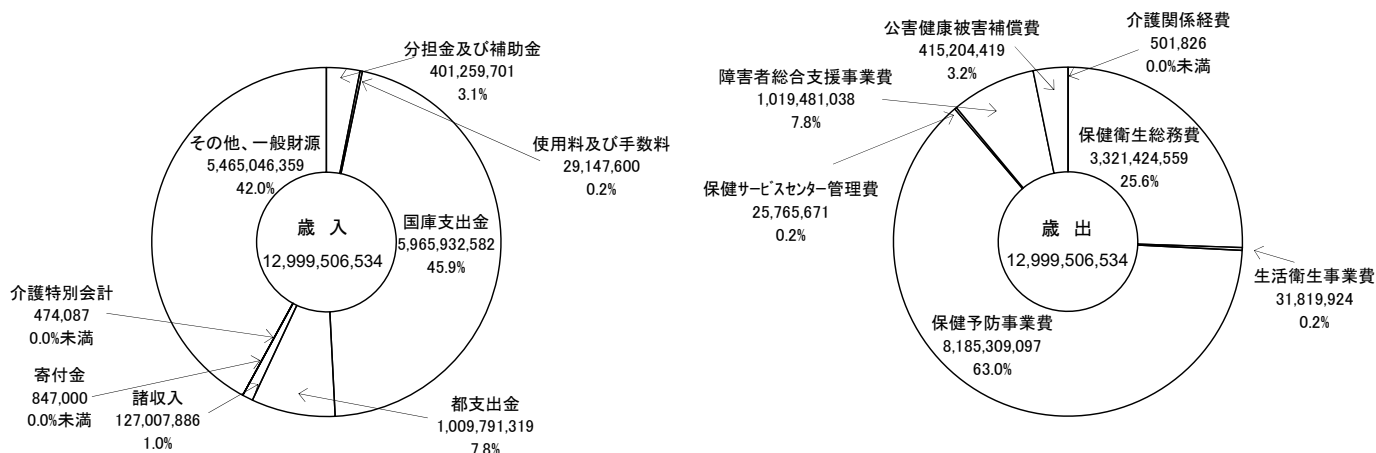 分担金及び補助金
401,259,701
3.1%
使用料及び手数料
29,147,600
0.2%
その他、一般財源
5,465,046,359
42.0%
歳 入
12,999,506,534
国庫支出金
5,965,932,582
45.9%
介護特別会計
474,087
0.0%未満
寄付金
847,000
0.0%未満
諸収入
127,007,886
1.0%
都支出金
1,009,791,319
7.8%
公害健康被害補償費
415,204,419
3.2%
介護関係経費
501,826
0.0%未満
障害者総合支援事業費
1,019,481,038
7.8%
保健衛生総務費
3,321,424,559
25.6%
保健サービスセンター管理費
25,765,671
0.2%
歳 出
12,999,506,534
生活衛生事業費
31,819,924
0.2%
保健予防事業費
8,185,309,097
63.0%